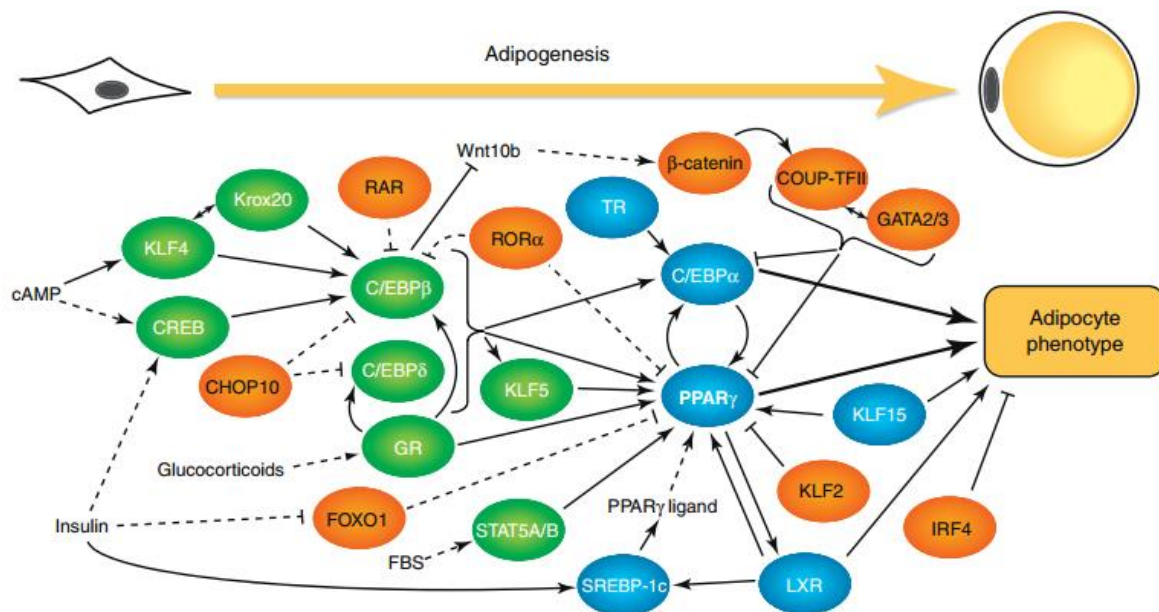 Adipogenesis
Wnt10b
β-catenin
COUP-TFII
Krox20
RAR
TR
GATA2/3
KLF4
RORα
C/EBPα
cAMP
C/EBPβ
CREB
Adipocyte
phenotype
CHOP10
C/EBPδ
KLF5
PPARγ
KLF15
GR
Glucocorticoids
KLF2
PPARγ ligand
Insulin
FOXO1
STAT5A/B
IRF4
FBS
SREBP-1c
LXR